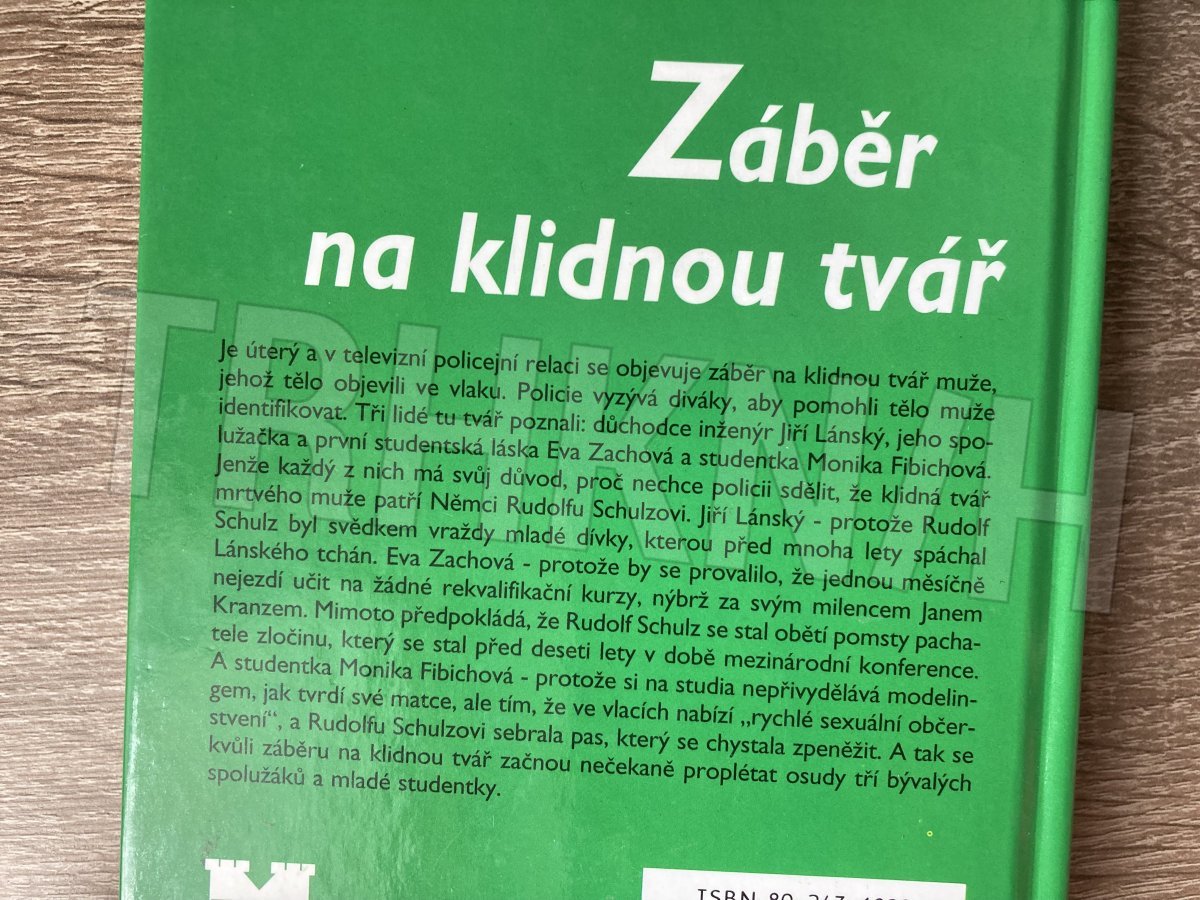 Záběr
na klidnou tvář
Je úterý a v televizní policejní relaci se objevuje záběr na klidnou tvář muže,
jehož tělo objevili ve vlaku. Policie vyzývá diváky, aby pomohli tělo muže
identifikovat. Tři lidé tu tvář poznali: důchodce inženýr Jiří Lánský, jeho spo-
lužačka a první studentská láska Eva Zachová a studentka Monika Fibichová.
Jenže každý z nich má svůj důvod, proč nechce policii sdělit, že klidná tvář
mrtvého muže patří Němci Rudolfu Schulzovi. Jiří Lánský - protože Rudolf
Schulz byl svědkem vraždy mladé dívky, kterou před mnoha lety spáchal
Lánského tchán. Eva Zachová - protože by se provalilo, že jednou měsíčně
nejezdí učit na žádné rekvalifikační kurzy, nýbrž za svým milencem Janem
Kranzem. Mimoto předpokládá, že Rudolf Schulz se stal obětí pomsty pacha-
tele zločinu, který se stal před deseti lety v době mezinárodní konference.
A studentka Monika Fibichová - protože si na studia nepřivydělává modelin-
gem, jak tvrdí své matce, ale tím, že ve vlacích nabízí „rychlé sexuální občer-
stvení“, a Rudolfu Schulzovi sebrala pas, který se chystala zpeněžit. A tak se
kvůli záběru na klidnou tvář začnou nečekaně proplétat osudy tří bývalých
spolužáků a mladé studentky.
TRHKNIH
ISBN 80-243-